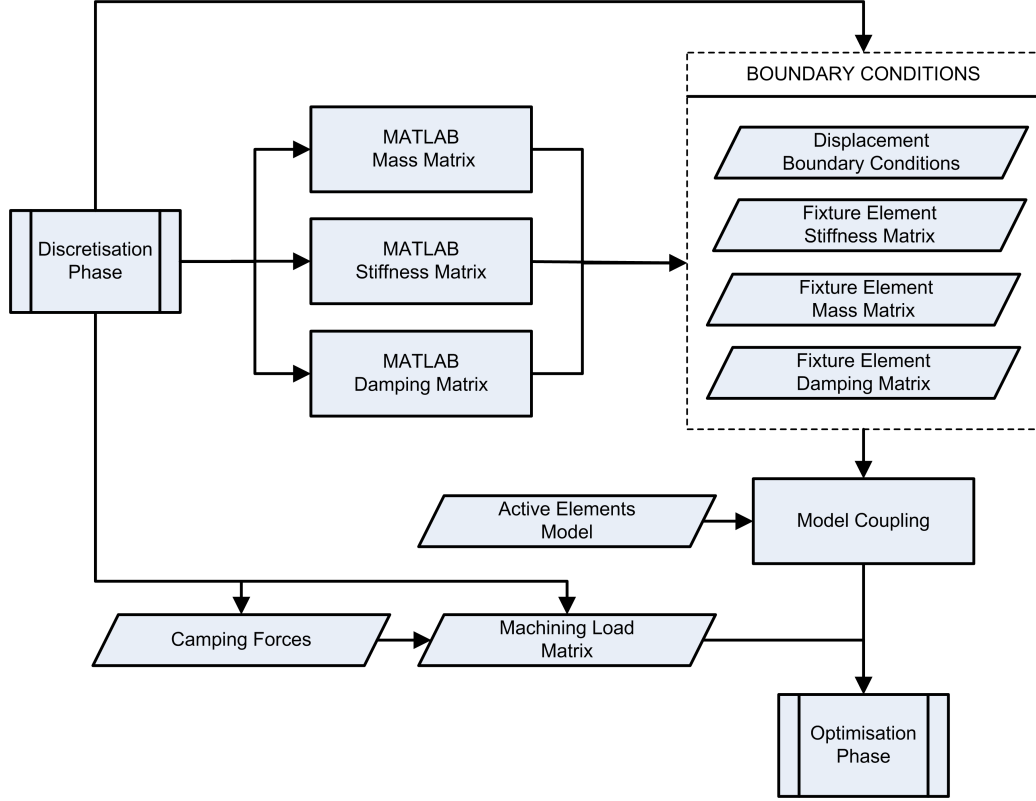 BOUNDARY CONDITIONS
Displacement
Boundary Conditions
Fixture Element
Stiffness Matrix
Fixture Element
Mass Matrix
Fixture Element
Damping Matrix
MATLAB
Mass Matrix
MATLAB
Stiffness Matrix
MATLAB
Damping Matrix
Discretisation
Phase
Active Elements
Model
Model Coupling
Camping Forces
Machining Load
Matrix
Optimisation
Phase